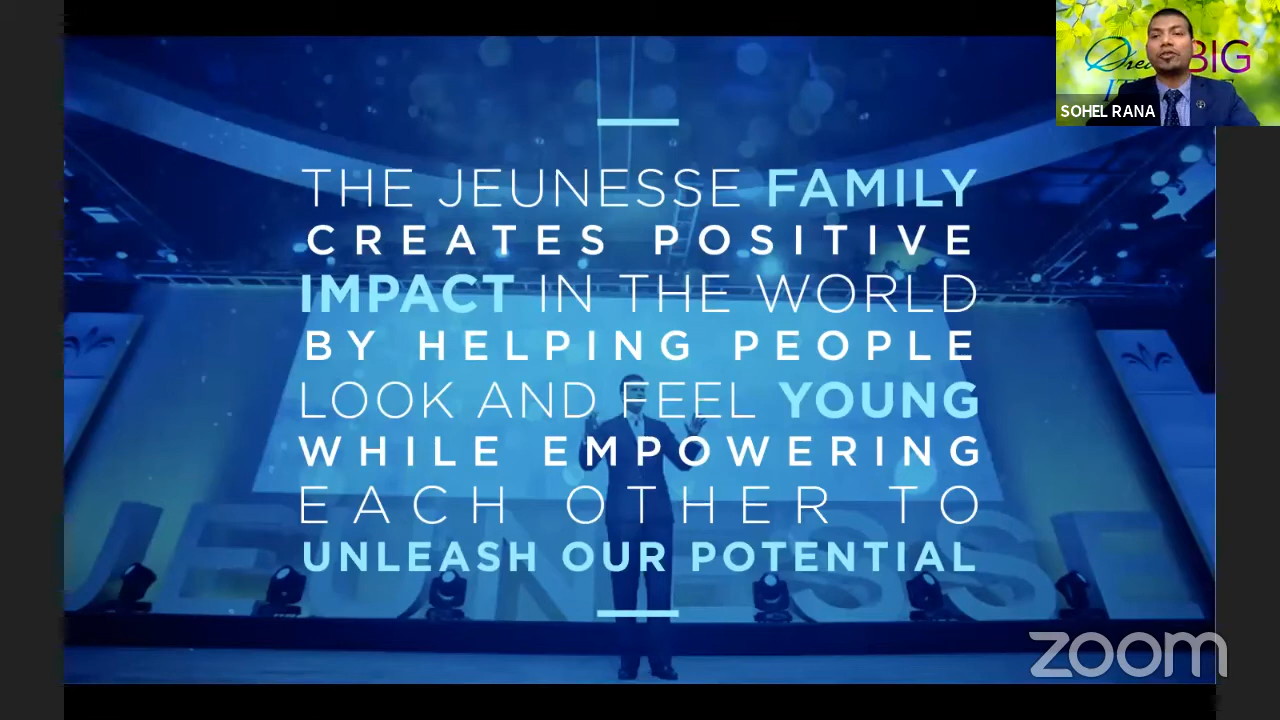 THE JEUNESSE FAMILY
CREATES POSITIVE
IMPACT IN THE WORLD
BY HELPING PEOPLE
LOOK AND FEEL YOUNG
WHILE EMPOWERING
EACH OTHER TO
UNLEASH OUR POTENTIAL
JEUNESSE
BIG
SOHEL RANA
zoom